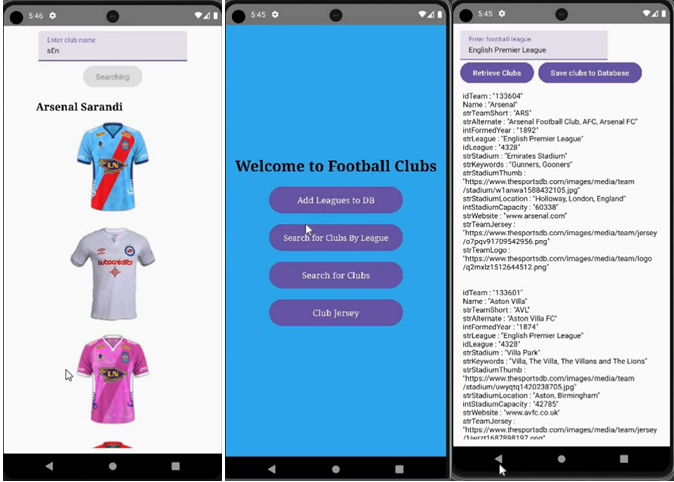 5:46
Enter club name
sEn
Searching
Arsenal Sarandi
autocrédito
5:45
Welcome to Football Clubs
Add Leagues to DB
Search for Clubs By League
Search for Clubs
Club Jersey
5:45
Enter football league
English Premier League
Retrieve Clubs
Save clubs to Database
idTeam : "133604"
Name : "Arsenal"
strTeamShort : "ARS"
strAlternate : "Arsenal Football Club, AFC, Arsenal FC"
intFormedYear : "1892"
strLeague : "English Premier League"
idLeague : "4328"
strStadium : "Emirates Stadium"
strKeywords : "Gunners, Gooners"
strStadiumThumb :
"https://www.thesportsdb.com/images/media/team
/stadium/w1anwa1588432105.jpg"
strStadiumLocation : "Holloway, London, England"
intStadiumCapacity : "60338"
strWebsite : "www.arsenal.com"
strTeamJersey :
"https://www.thesportsdb.com/images/media/team/jersey
/o7pqv91709542956.png"
strTeamLogo :
"https://www.thesportsdb.com/images/media/team/logo
/q2mxlz1512644512.png"
idTeam : "133601"
Name : "Aston Villa"
strTeamShort : "AVL"
strAlternate : "Aston Villa FC"
intFormedYear : "1874"
strLeague : "English Premier League"
idLeague : "4328"
strStadium : "Villa Park"
strKeywords : "Villa, The Villa, The Villans and The Lions"
strStadiumThumb :
"https://www.thesportsdb.com/images/media/team
/stadium/uwyqtq1420238705.jpg"
strStadiumLocation : "Aston, Birmingham"
intStadiumCapacity : "42785"
strWebsite : "www.avfc.co.uk"
strTeamJersey :
"https://www.thesportsdb.com/images/media/team/jersey